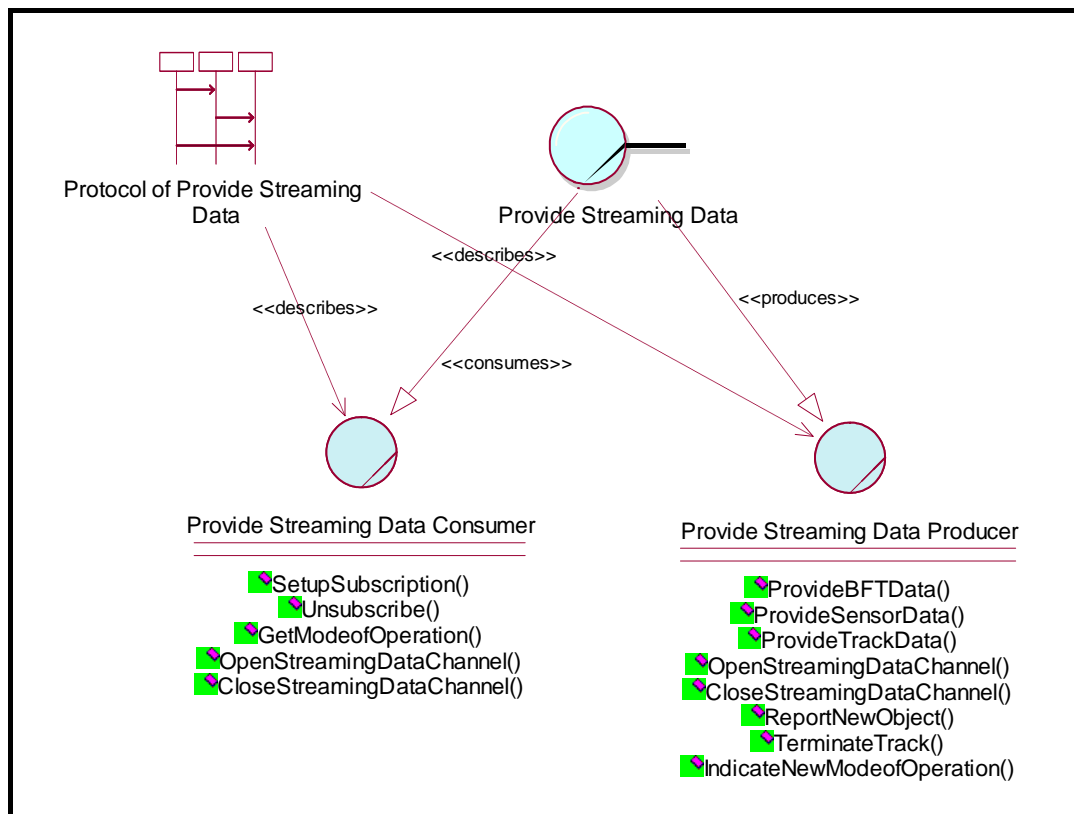 Protocol of Provide Streaming
Data
Provide Streaming Data
<<describes>>
<<describes>>
<<produces>>
<<consumes>>
Provide Streaming Data Consumer
SetupSubscription()
Unsubscribe()
GetModeofOperation()
OpenStreamingDataChannel()
CloseStreamingDataChannel()
Provide Streaming Data Producer
ProvideBFTData()
ProvideSensorData()
ProvideTrackData()
OpenStreamingDataChannel()
CloseStreamingDataChannel()
ReportNewObject()
TerminateTrack()
IndicateNewModeofOperation()